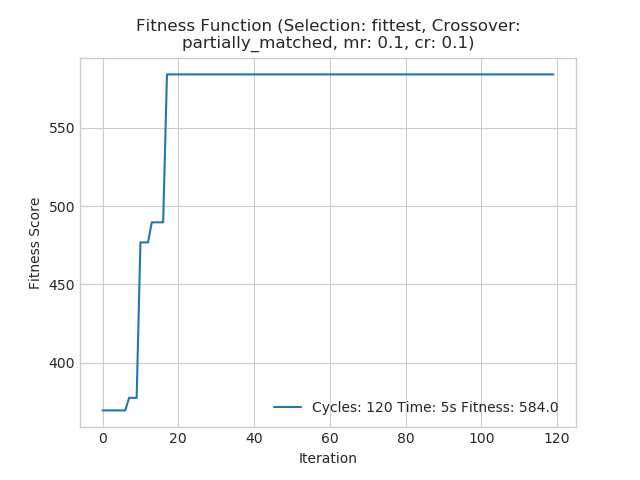 Fitness Function (Selection: fittest, Crossover:
partially_matched, mr: 0.1, cr: 0.1)
Fitness Score
550
500
450
400
Cycles: 120 Time: 5s Fitness: 584.0
0 20 40 60 80 100 120
Iteration